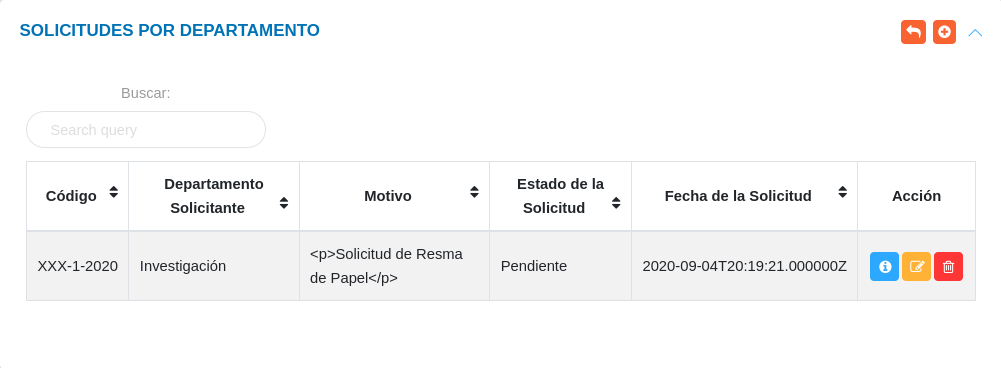 SOLICITUDES POR DEPARTAMENTO
Buscar:
Search query
Código
Departamento
Solicitante
Motivo
Estado de la
Solicitud
Fecha de la Solicitud
Acción
XXX-1-2020
Investigación
<p>Solicitud de Resma
de Papel</p>
Pendiente
2020-09-04T20:19:21.000000Z